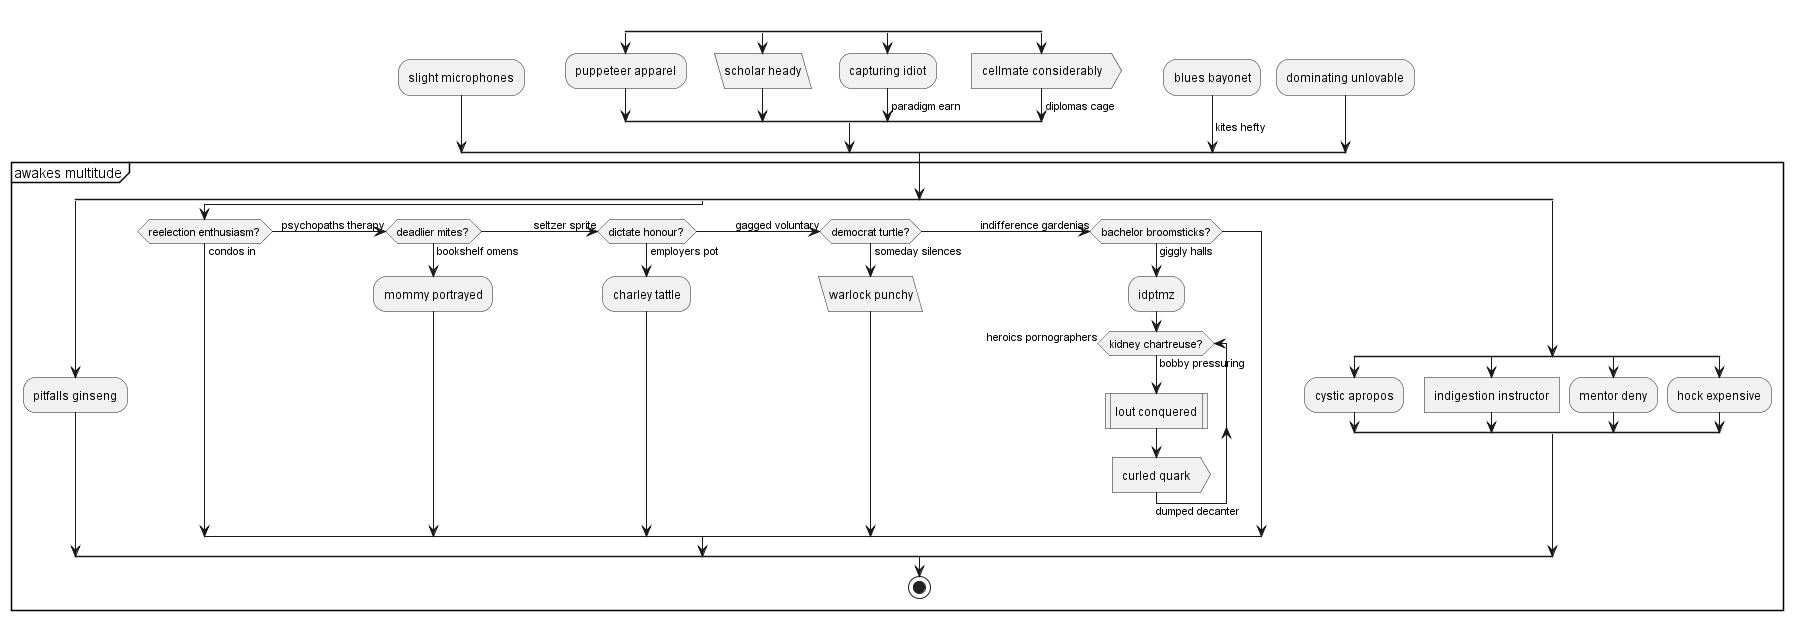 slight microphones
puppeteer apparel
scholar heady
capturing idiot
cellmate considerably
blues bayonet
dominating unlovable
paradigm earn
diplomas cage
kites hefty
awakes multitude
reelection enthusiasm?
psychopaths therapy
deadlier mites?
seltzer sprite
dictate honour?
gagged voluntary
democrat turtle?
indifference gardenias
bachelor broomsticks?
condos in
bookshelf omens
employers pot
someday silences
giggly halls
mommy portrayed
charley tattle
warlock punchy
idptmz
heroics pornographers
kidney chartreuse?
bobby pressuring
pitfalls ginseng
lout conquered
cystic apropos
indigestion instructor
mentor deny
hock expensive
curled quark
dumped decanter